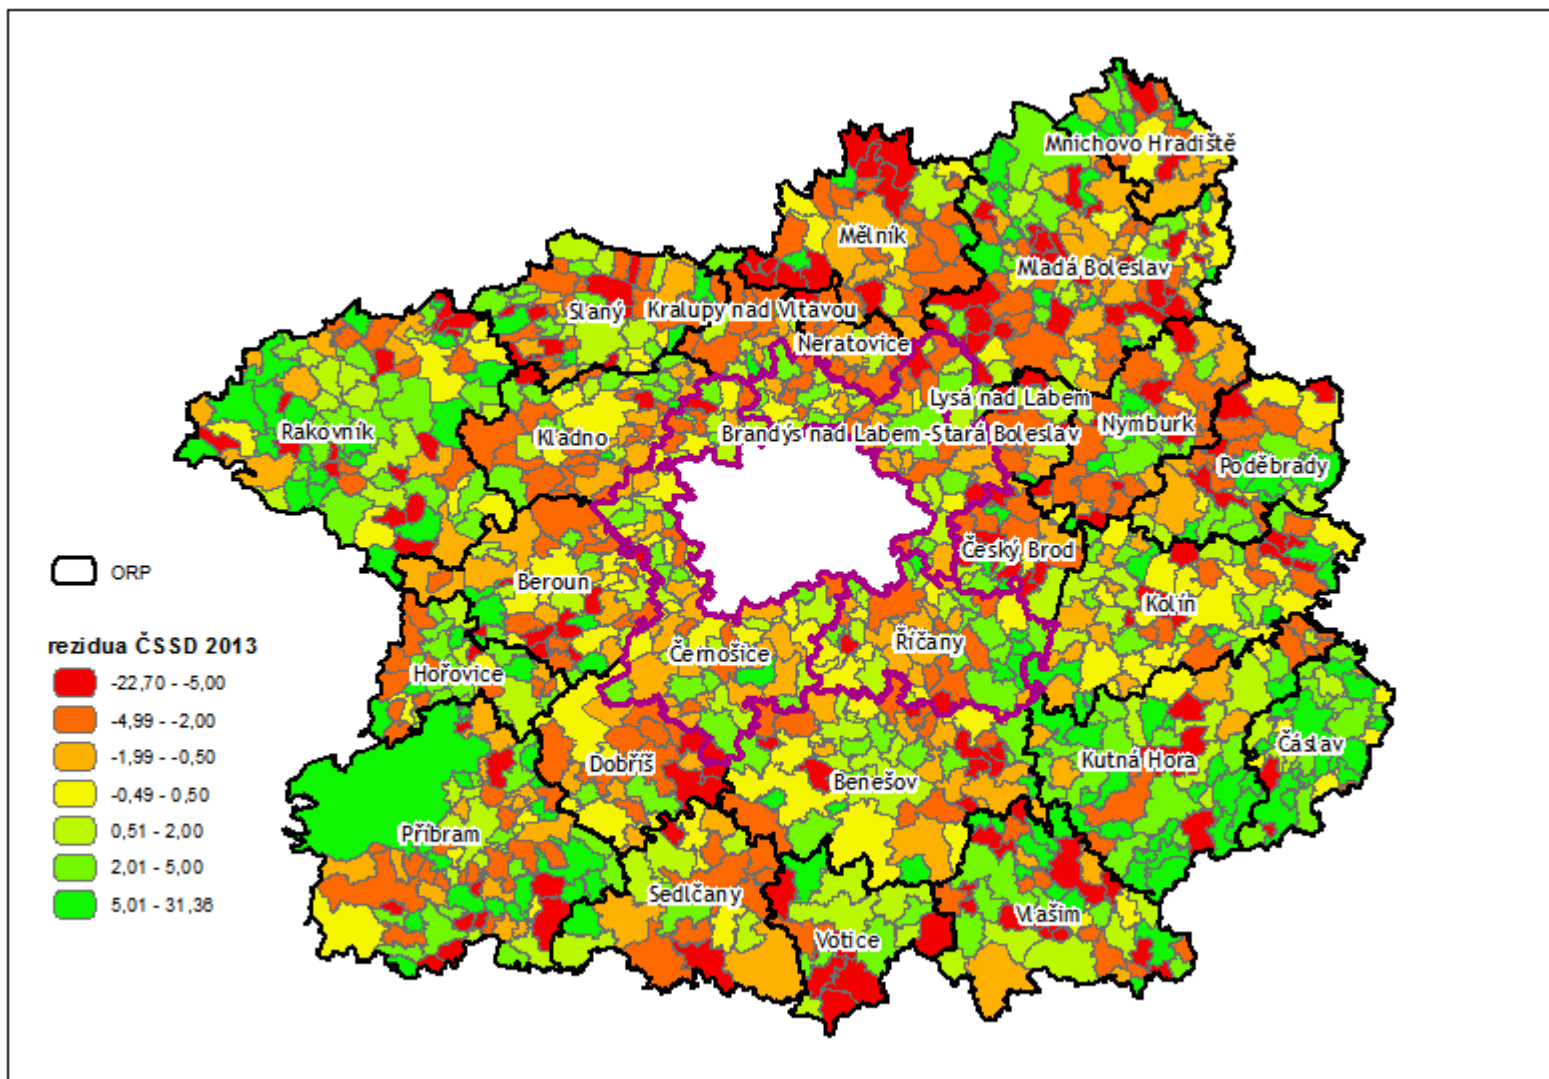 Mnichovo Hradiště
Mělník
Mladá Boleslav
Slaný
Kralupy nad Vltavou
Neratovice
Lysá nad Labem
Rakovník
Kladno
Brandýs nad Labem-Stará Boleslav
Nymburk
Poděbrady
Český Brod
ORP
Beroun
Kolín
rezidua ČSSD 2013
Černošice
Říčany
Hořovice
-22,70 - -5,00
-4,99 - -2,00
-1,99 - -0,50
-0,49 - 0,50
0,51 - 2,00
2,01 - 5,00
5,01 - 31,36
Dobříš
Benešov
Kutná Hora
Čáslav
Příbram
Sedlčany
Votice
Vlašim